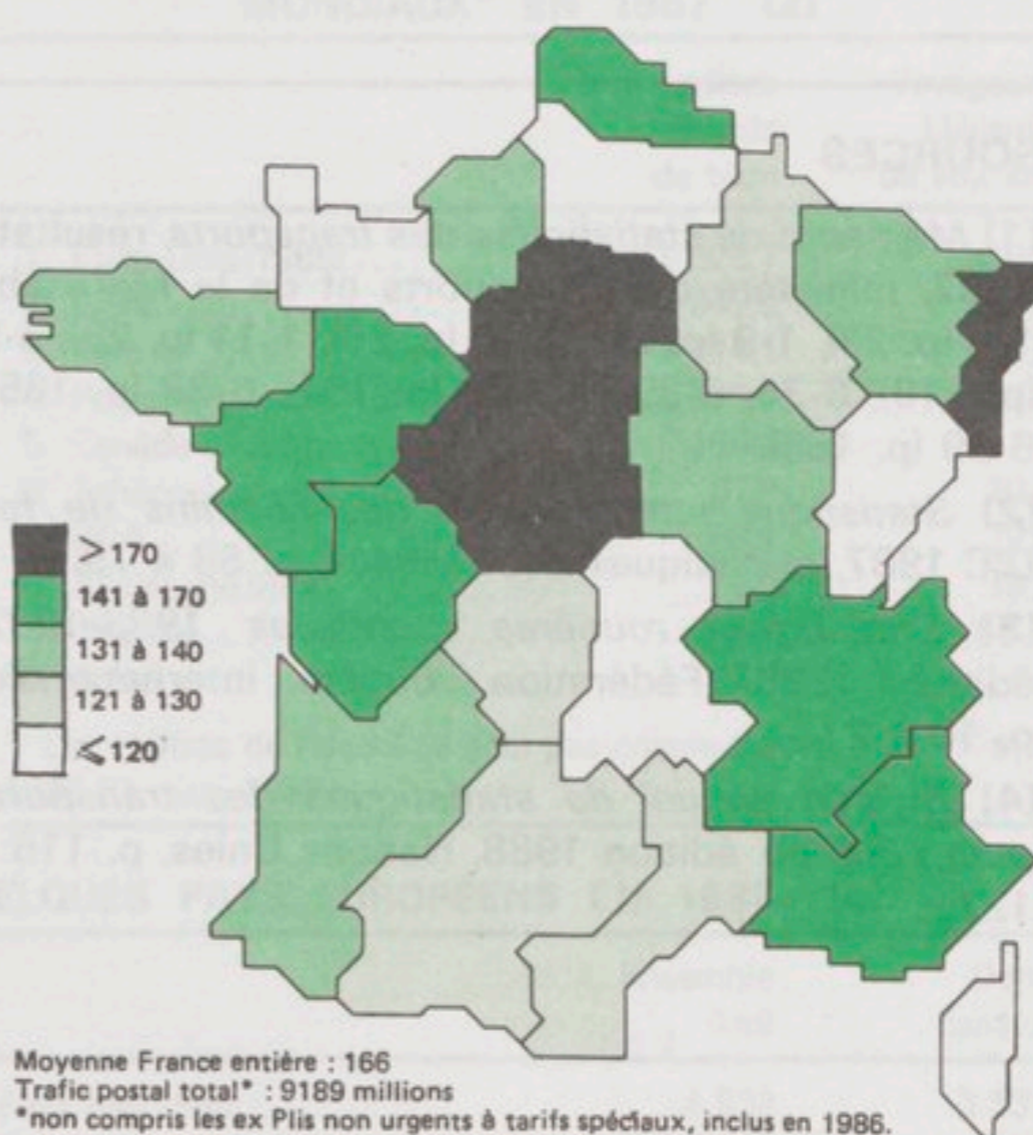 > 170
141 à 170
131 à 140
121 à 130
⩽ 120
Moyenne France entière : 166
Trafic postal total* : 9189 millions
*non compris les ex Plis non urgents à tarifs spéciaux, inclus en 1986.